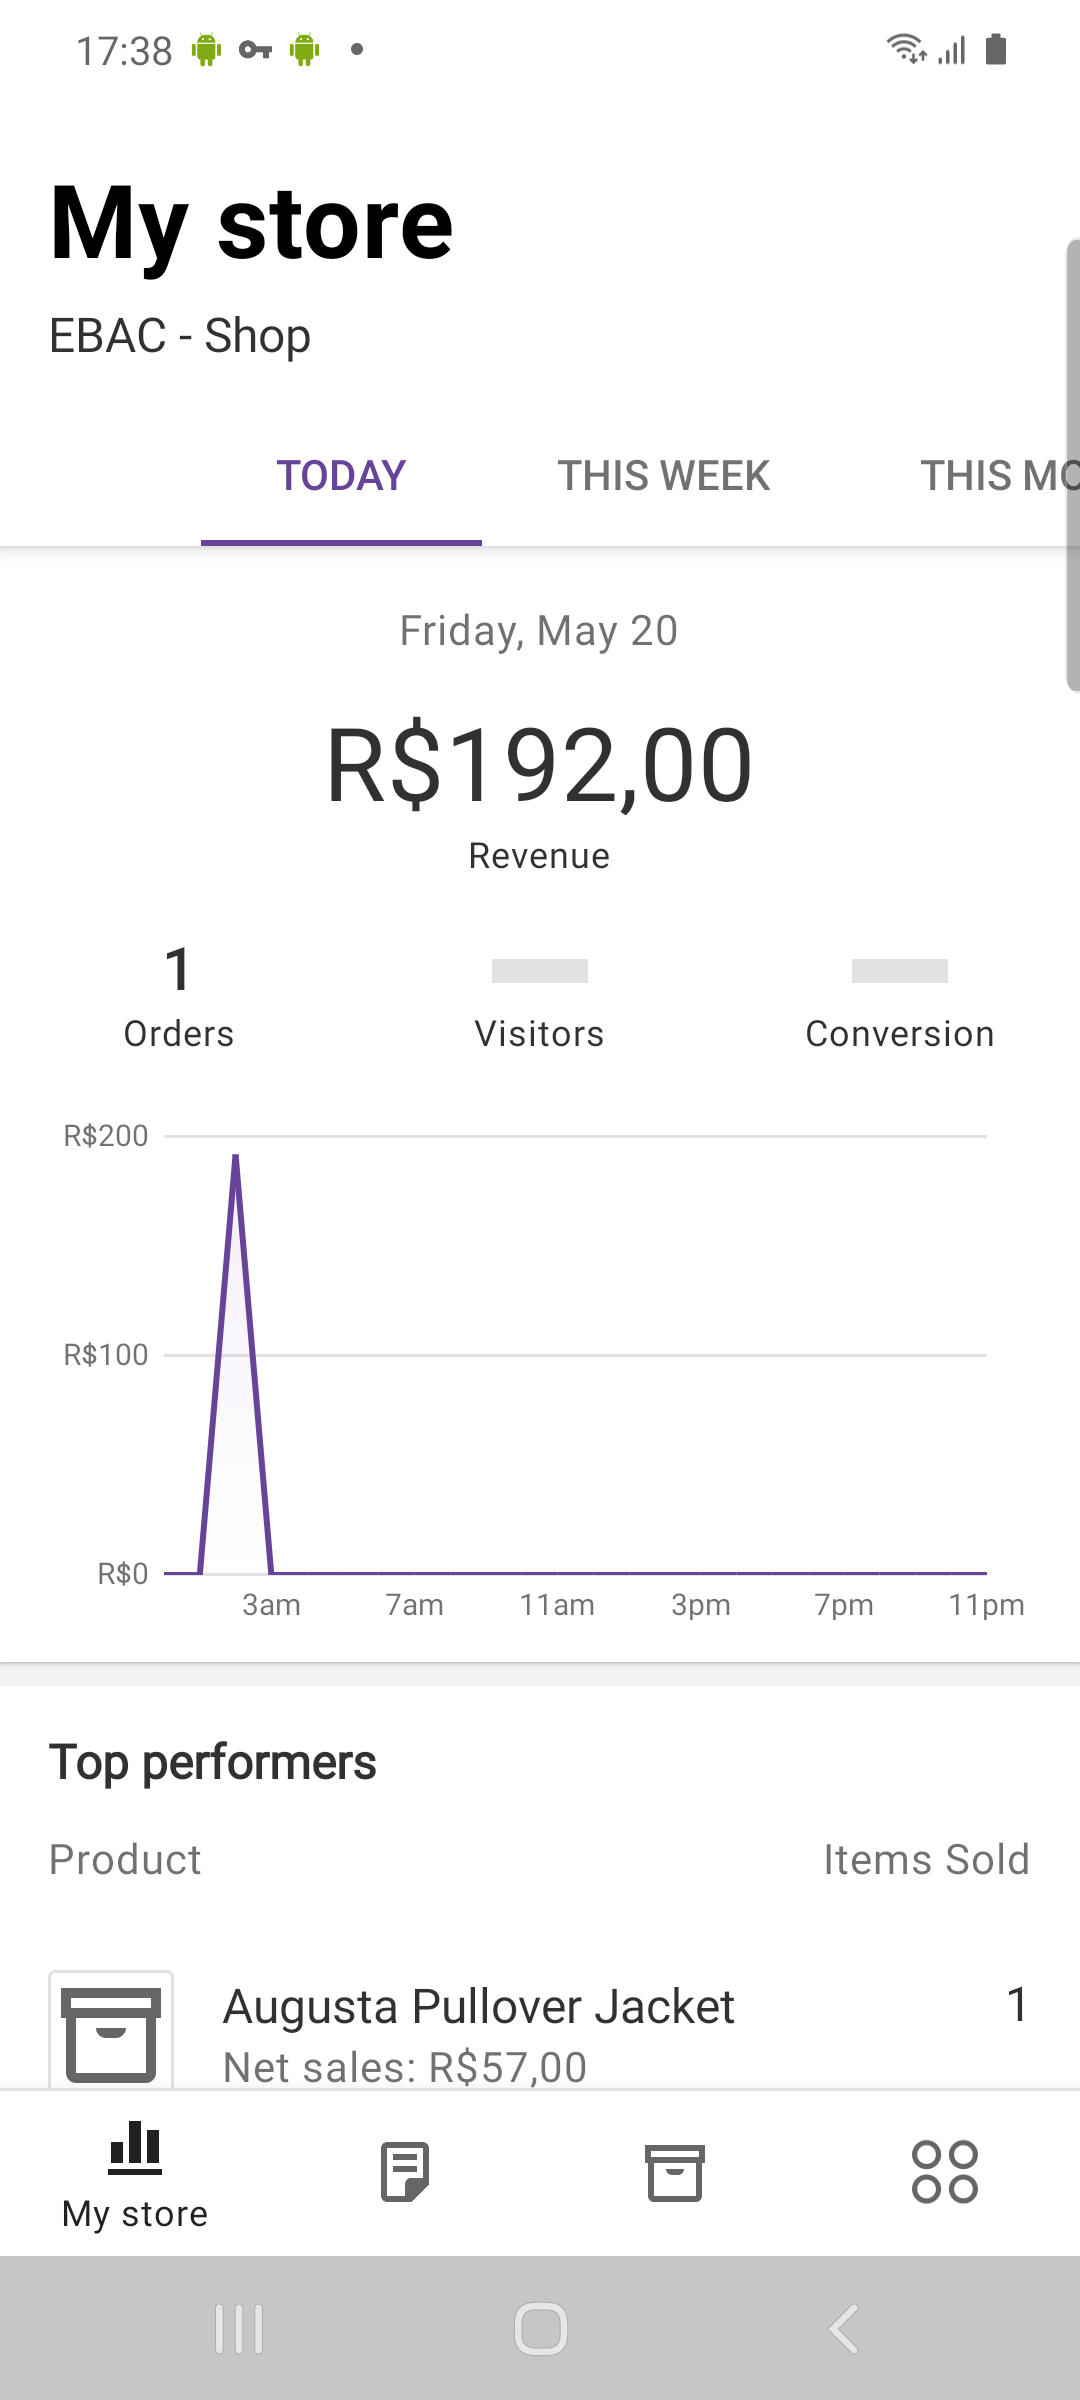 17:38
My store
EBAC - Shop
TODAY THIS WEEK THIS MO
Friday, May 20
R$192,00
Revenue
1
Orders Visitors Conversion
R$200
R$100
R$0
3am 7am 11am 3pm 7pm 11pm
Top performers
Product Items Sold
Augusta Pullover Jacket 1
Net sales: R$57,00
My store